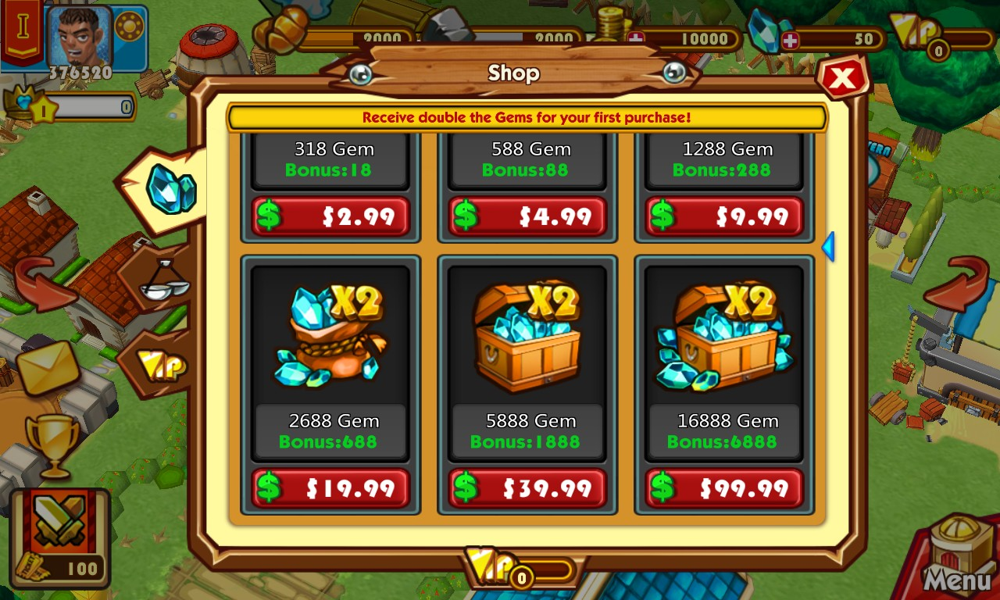 I
376520
1
0
2000
2000
10000
50
VIP
0
Shop
Receive double the Gems for your first purchase!
318 Gem
Bonus:18
$ $2.99
588 Gem
Bonus:88
$ $4.99
1288 Gem
Bonus:288
$ $9.99
X2
2688 Gem
Bonus:688
$ $19.99
X2
5888 Gem
Bonus:1888
$ $39.99
X2
16888 Gem
Bonus:6888
$ $99.99
VIP
VIP
0
100
Menu